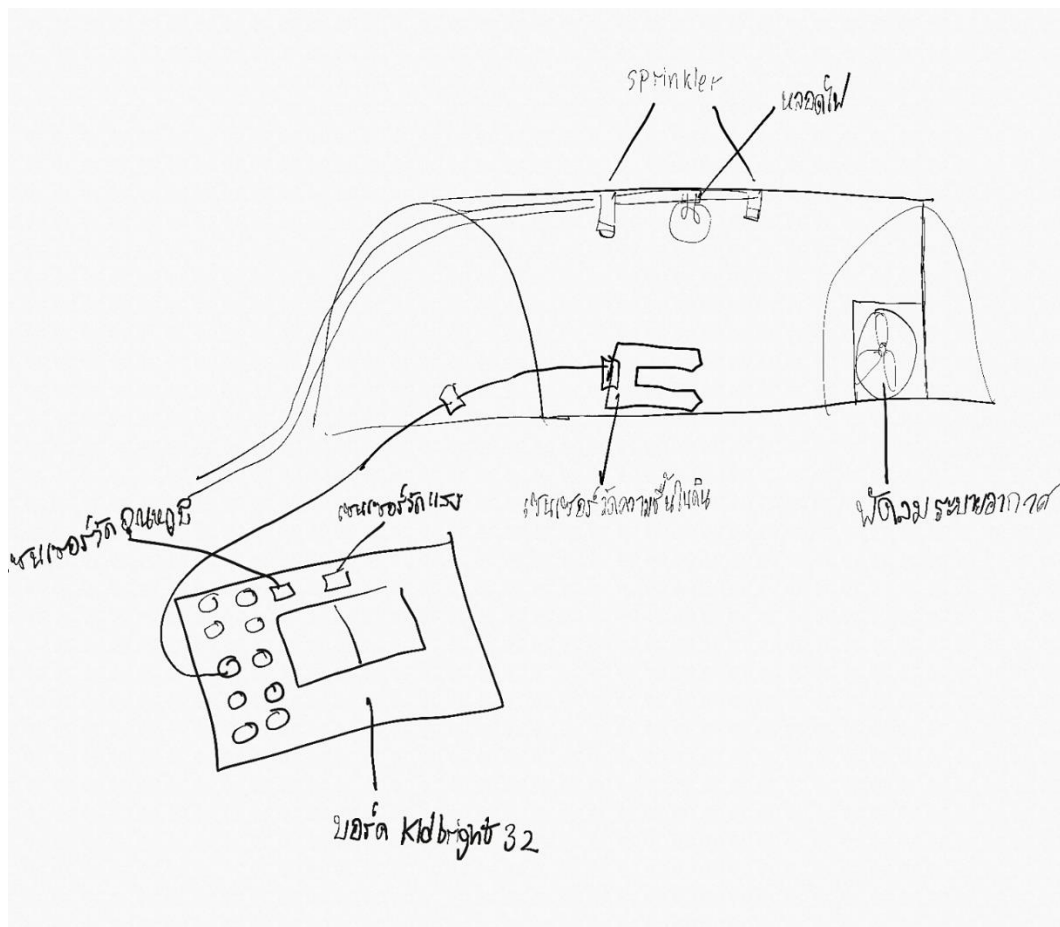 sprinkler
หลอดไฟ
เซนเซอร์วัดอุณหภูมิ
เซนเซอร์วัดแสง
เซนเซอร์วัดความชื้นในดิน
พัดลมระบายอากาศ
บอร์ด Kidbright 32